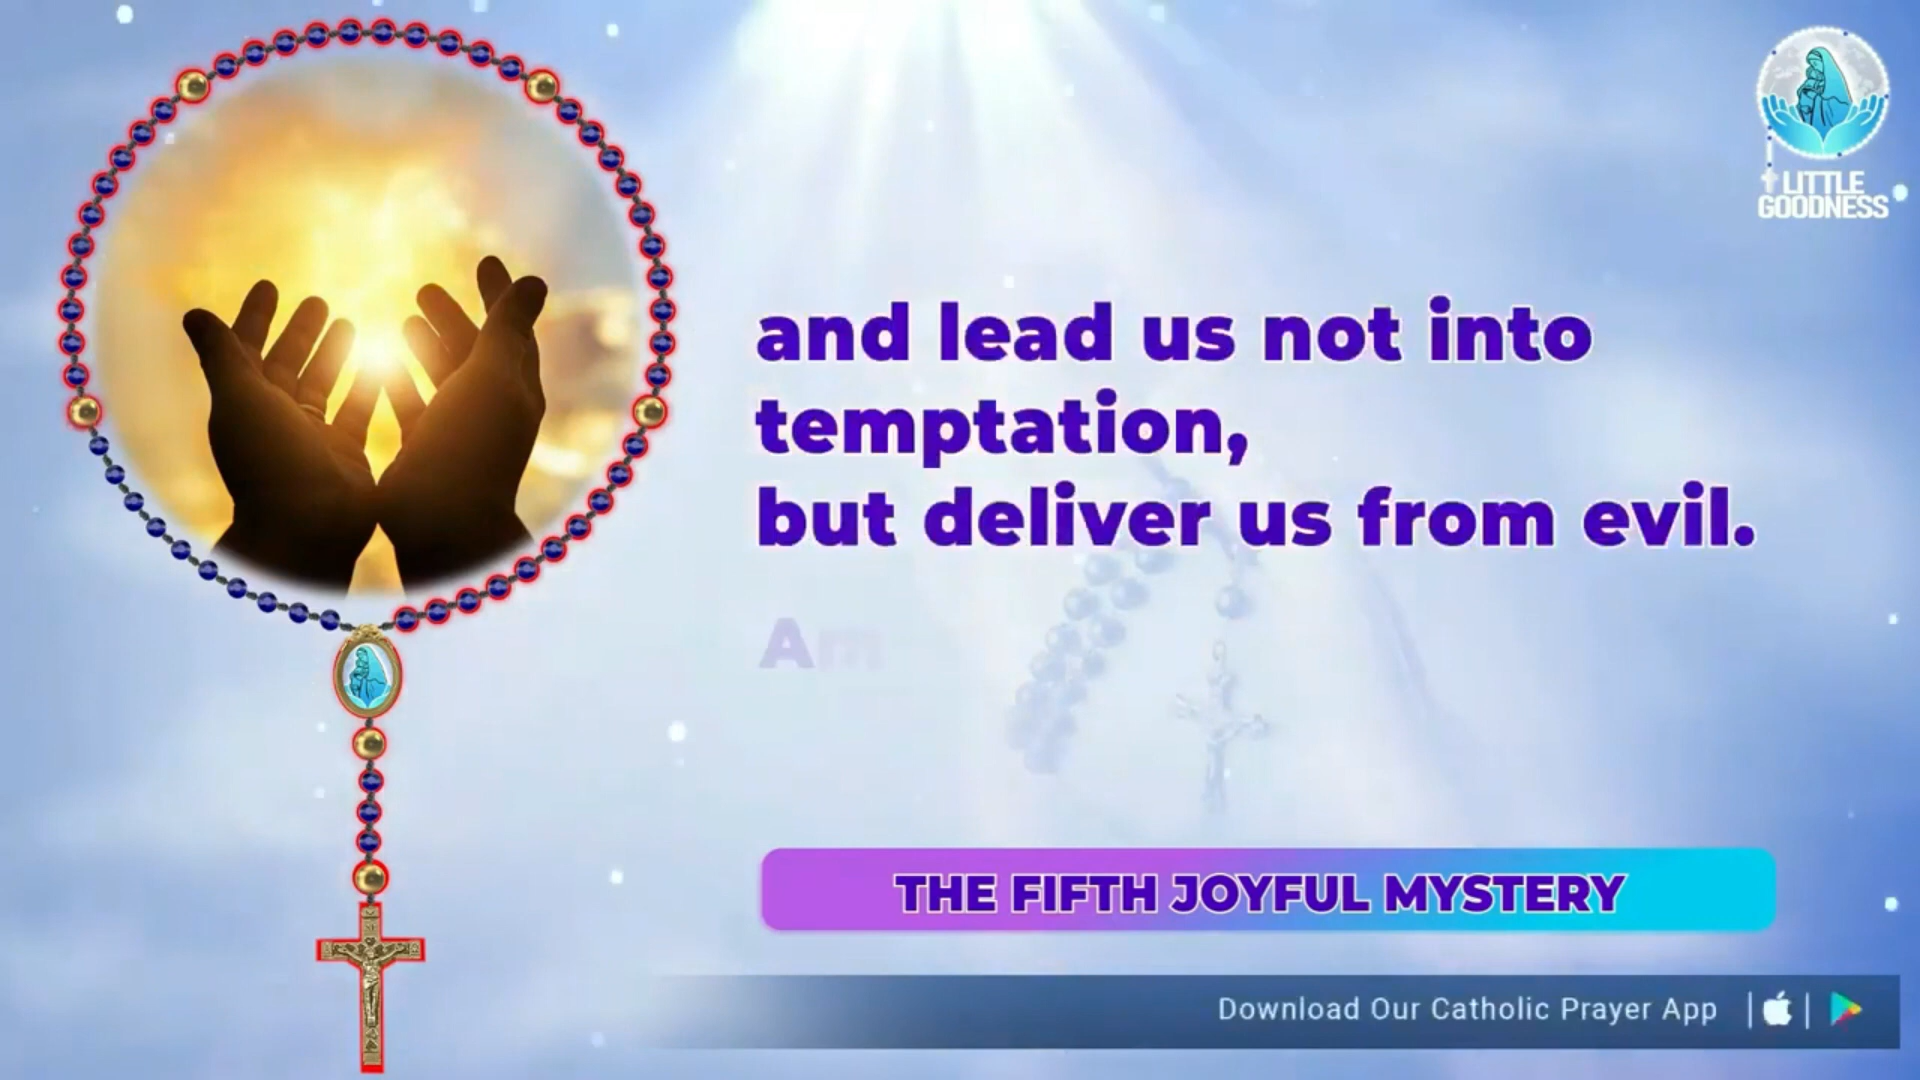 LITTLE
GOODNESS
and lead us not into
temptation,
but deliver us from evil.
Am
THE FIFTH JOYFUL MYSTERY
Download Our Catholic Prayer App